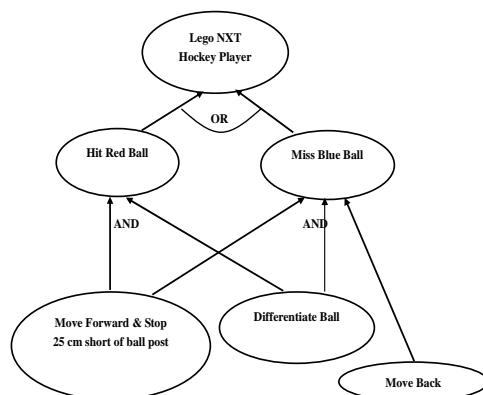 Lego NXT
Hockey Player
OR
Hit Red Ball
Miss Blue Ball
AND
AND
Move Forward & Stop
25 cm short of ball post
Differentiate Ball
Move Back